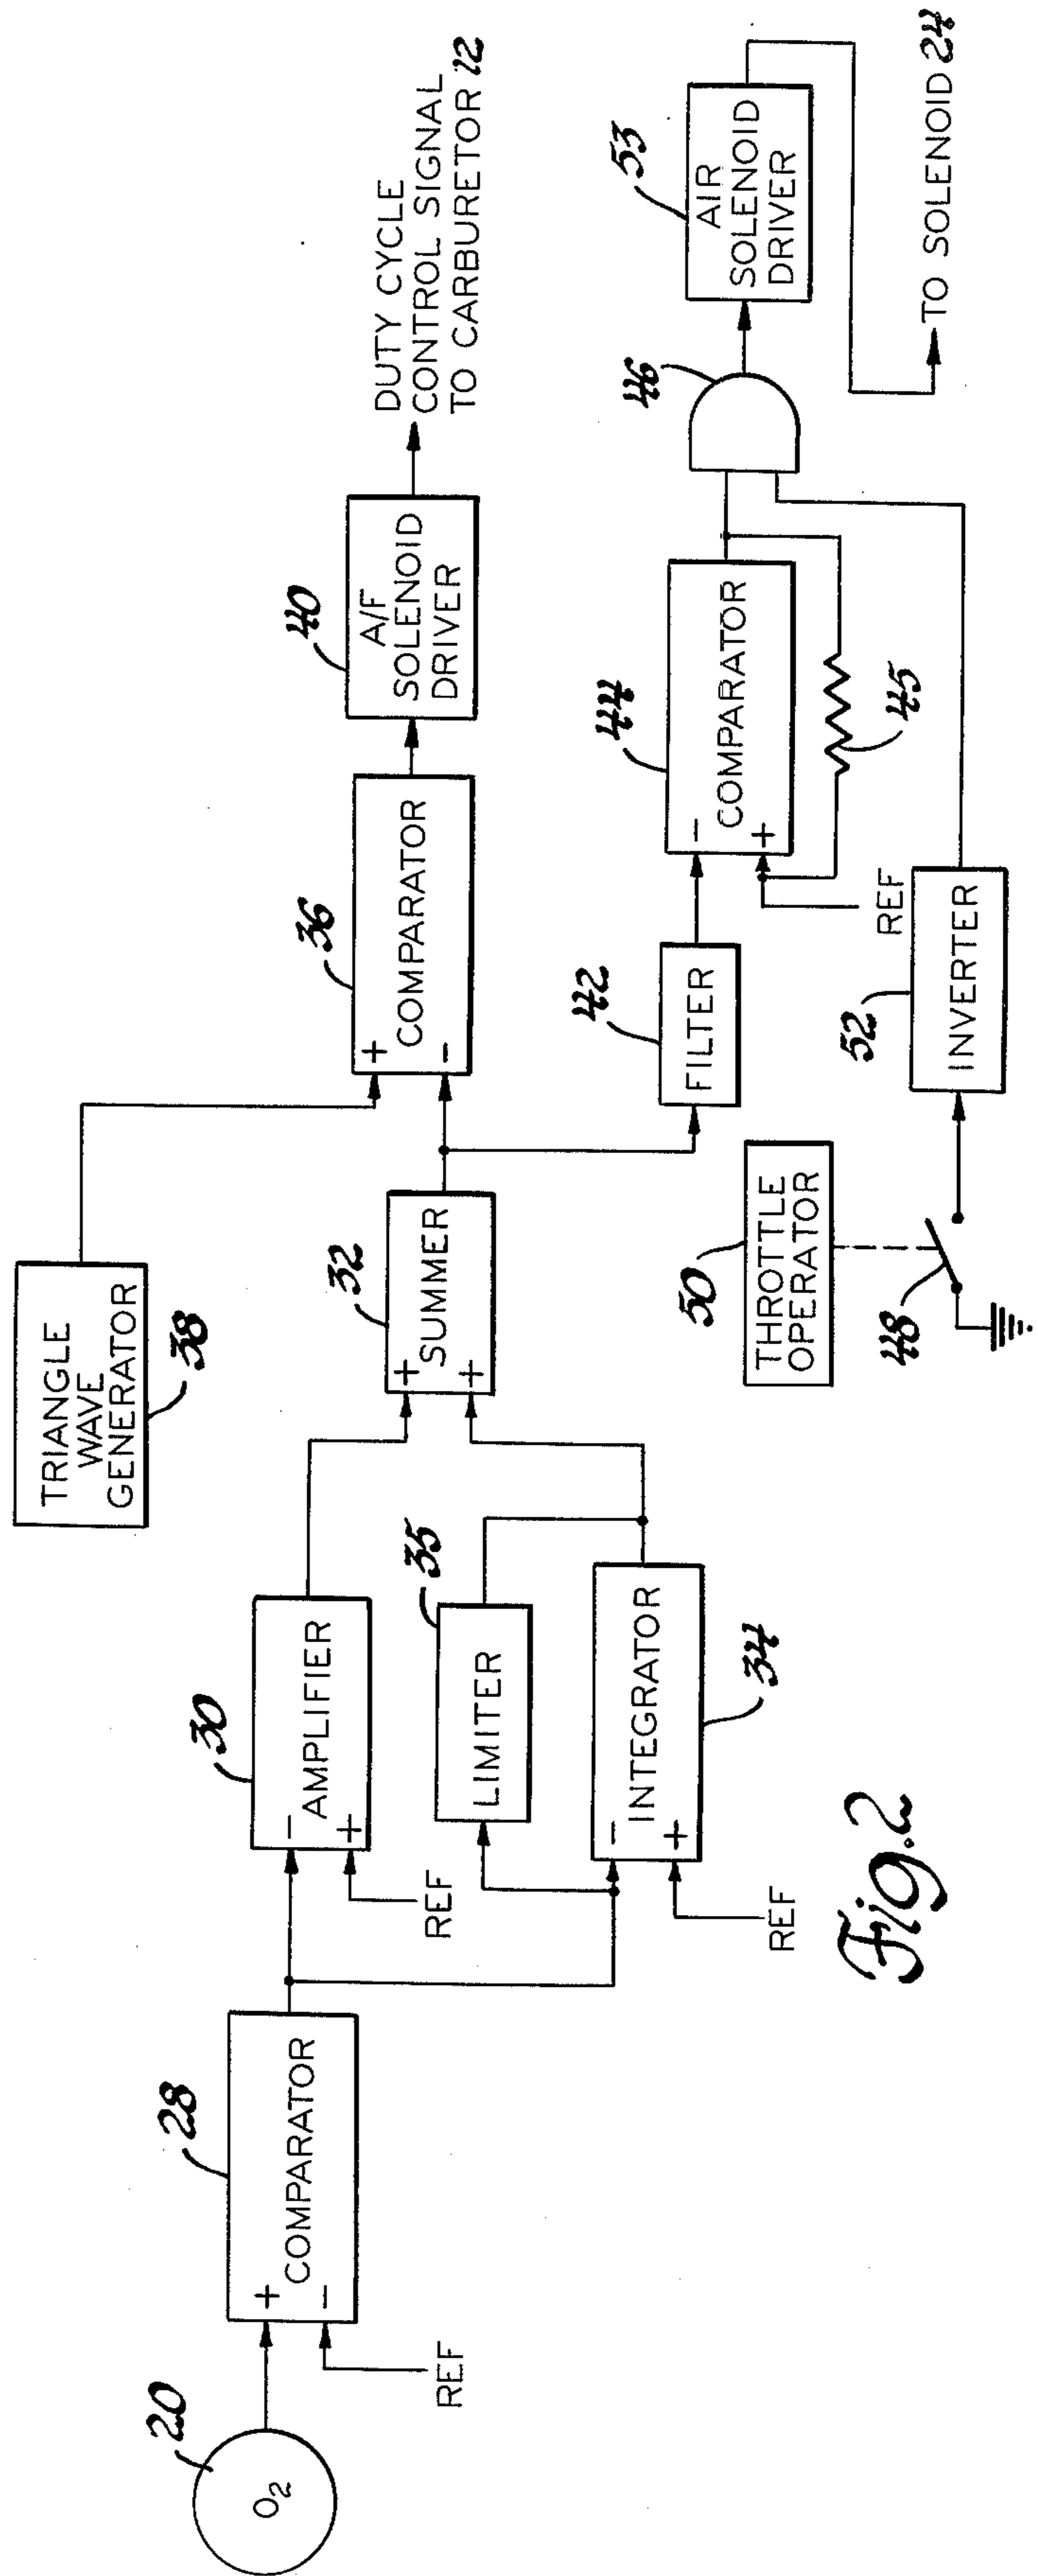 20
O2
28
COMPARATOR
+
-
REF
30
AMPLIFIER
-
+
REF
35
LIMITER
INTEGRATOR
-
+
34
REF
TRIANGLE
WAVE
GENERATOR
38
32
SUMMER
+
+
36
COMPARATOR
+
-
40
A/F
SOLENOID
DRIVER
DUTY CYCLE
CONTROL SIGNAL
TO CARBURETOR 12
42
FILTER
44
COMPARATOR
-
+
REF
45
46
53
AIR
SOLENOID
DRIVER
TO SOLENOID 24
50
THROTTLE
OPERATOR
48
52
INVERTER
Fig.2